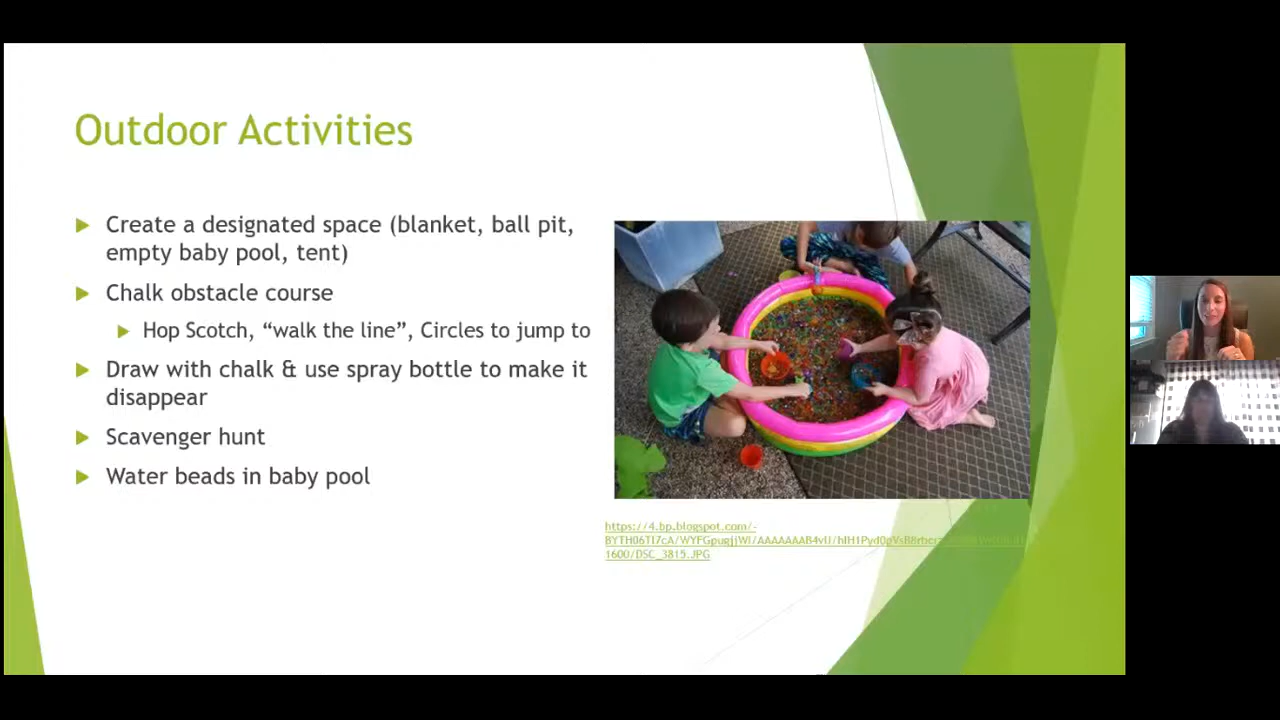 Outdoor Activities
Create a designated space (blanket, ball pit,
empty baby pool, tent)
Chalk obstacle course
Hop Scotch, “walk the line”, Circles to jump to
Draw with chalk & use spray bottle to make it
disappear
Scavenger hunt
Water beads in baby pool
https://4.bp.blogspot.com/-
1600/DSC_3815.JPG